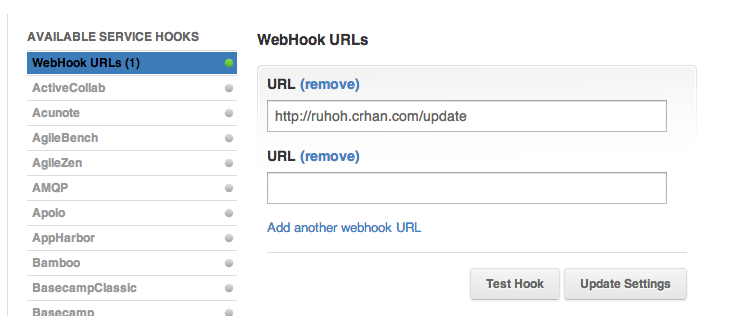 AVAILABLE SERVICE HOOKS
WebHook URLs (1)
ActiveCollab
Acunote
AgileBench
AgileZen
AMQP
Apoio
AppHarbor
Bamboo
BasecampClassic
Basecamp
WebHook URLs
URL (remove)
http://ruhoh.crhan.com/update
URL (remove)
Add another webhook URL
Test Hook
Update Settings